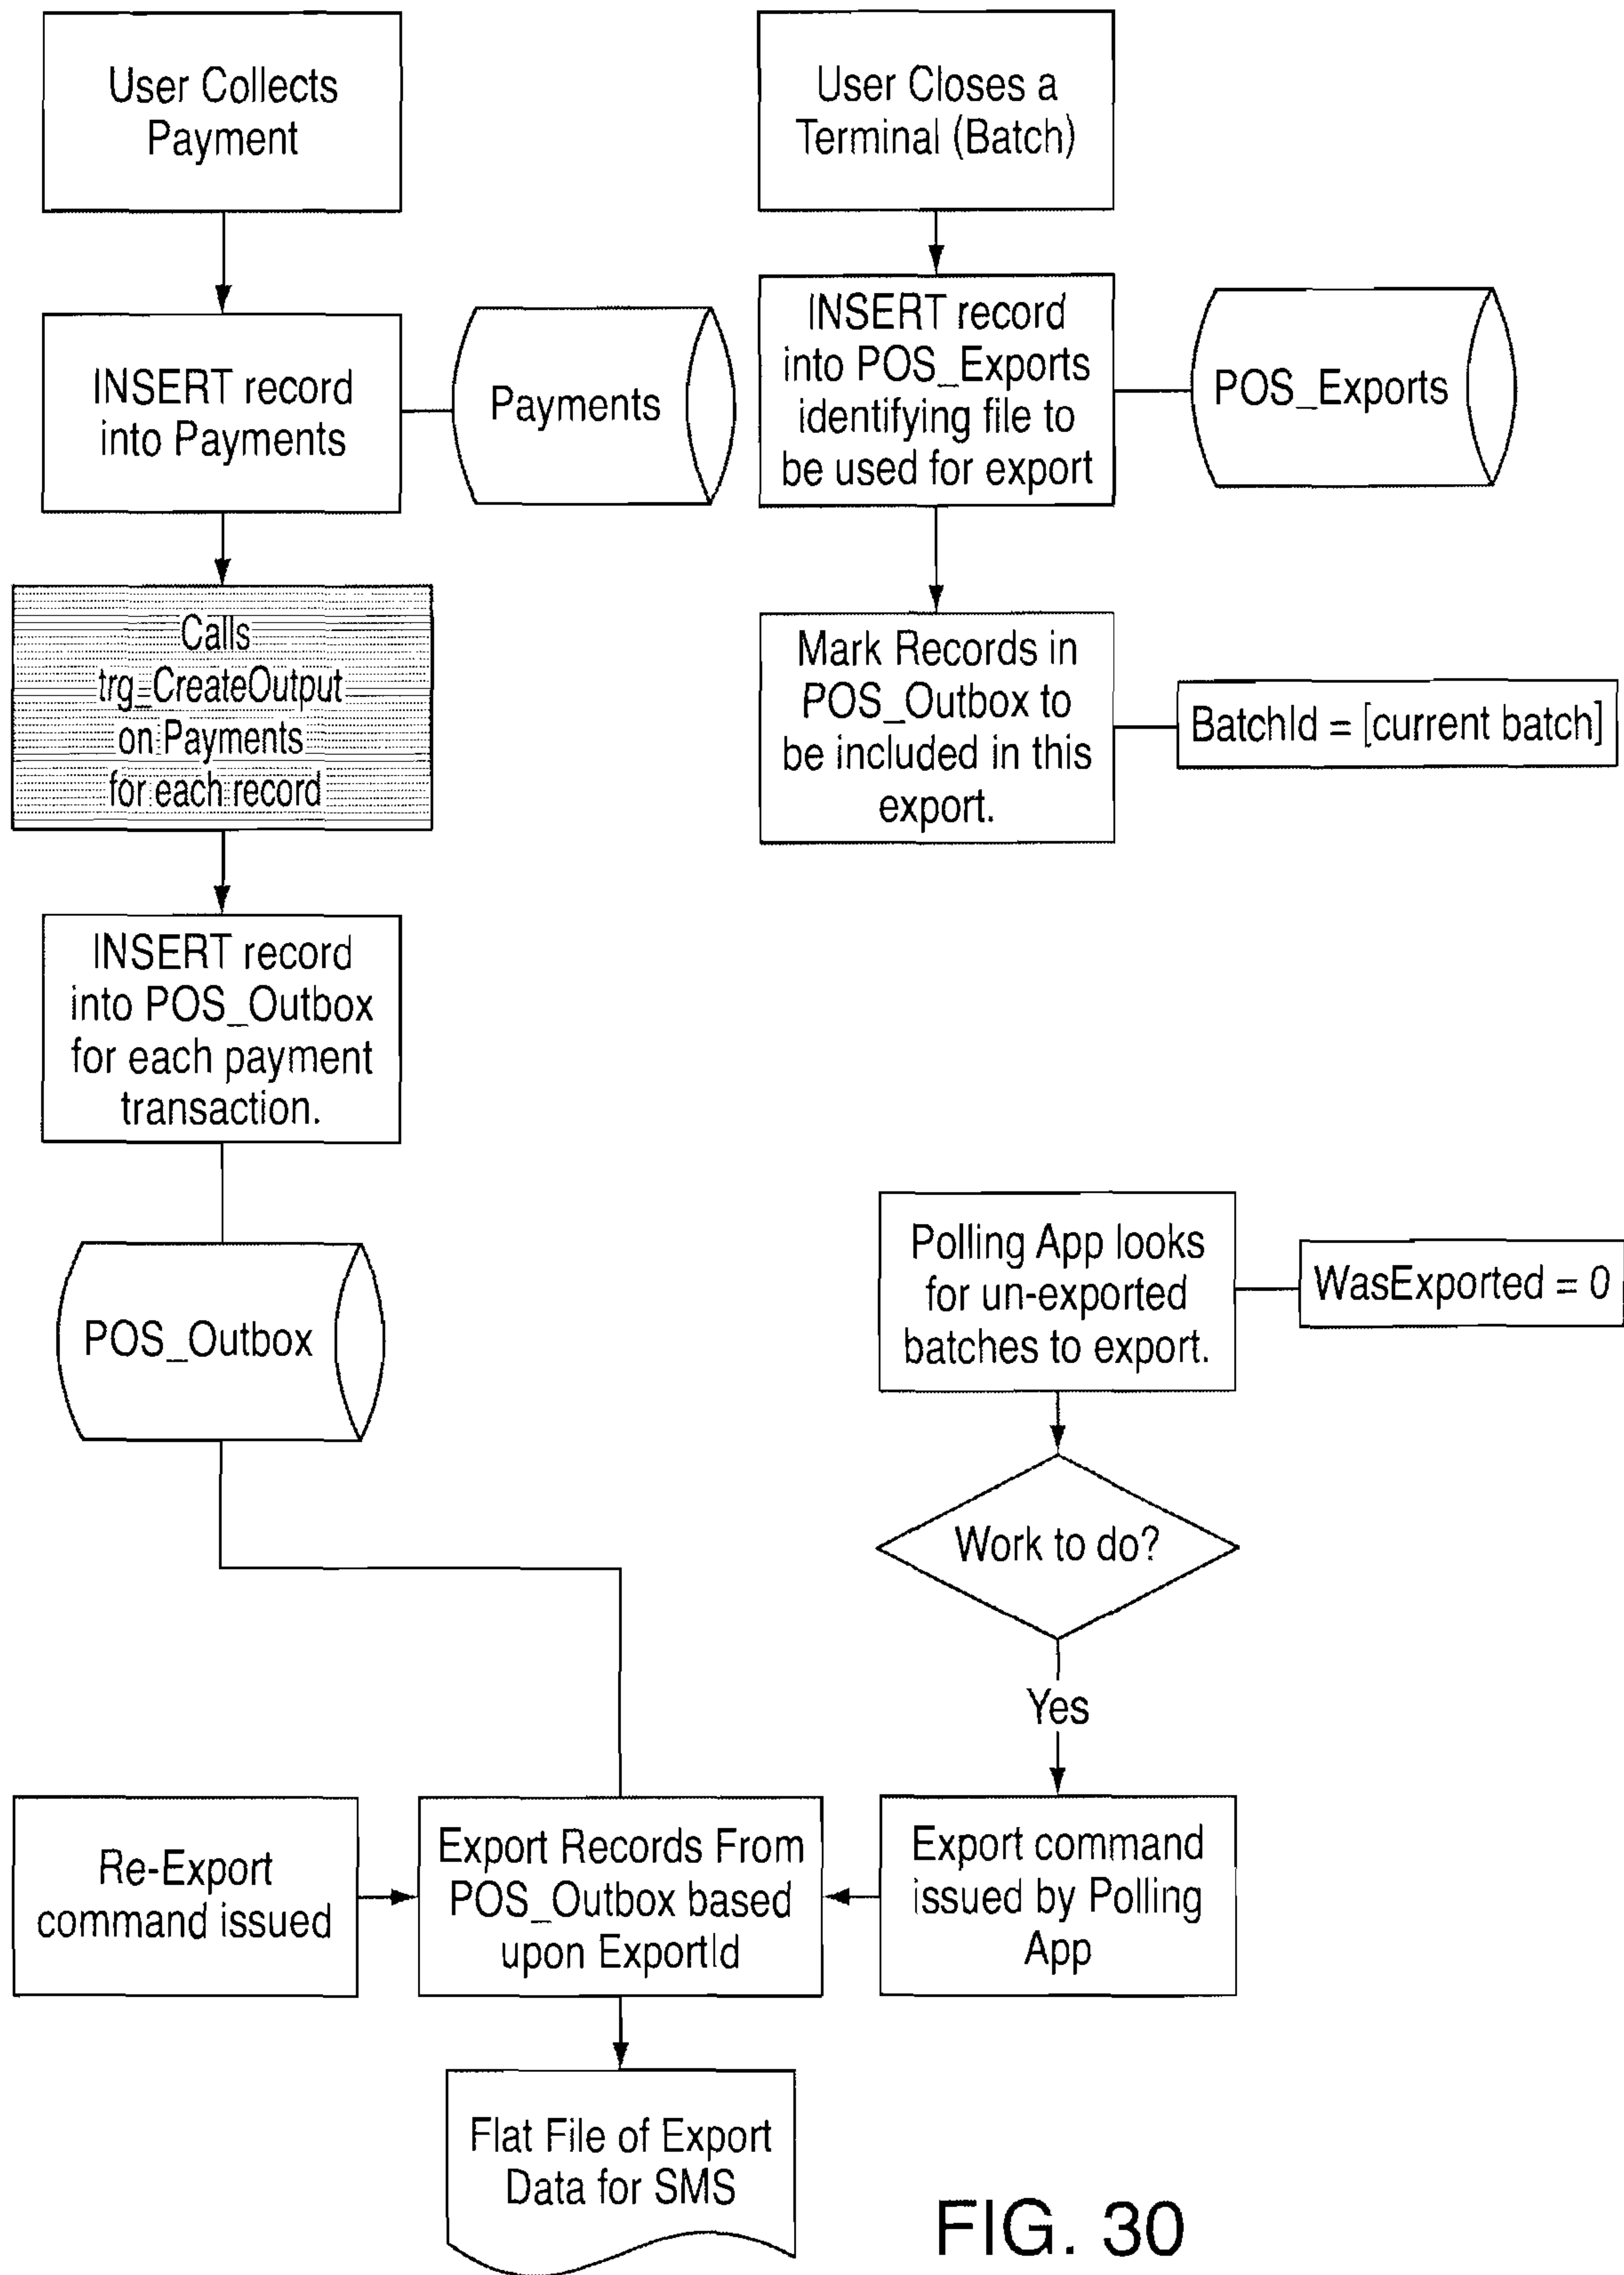 User Collects
Payment
INSERT record
into Payments
Payments
Calls
trg_CreateOutput
on Payments
for each record
INSERT record
into POS_Outbox
for each payment
transaction.
POS_Outbox
User Closes a
Terminal (Batch)
INSERT record
into POS_Exports
identifying file to
be used for export
POS_Exports
Mark Records in
POS_Outbox to
be included in this
export.
BatchId = [current batch]
Polling App looks
for un-exported
batches to export.
WasExported = 0
Work to do?
Yes
Re-Export
command issued
Export Records From
POS_Outbox based
upon ExportId
Export command
issued by Polling
App
Flat File of Export
Data for SMS
FIG. 30